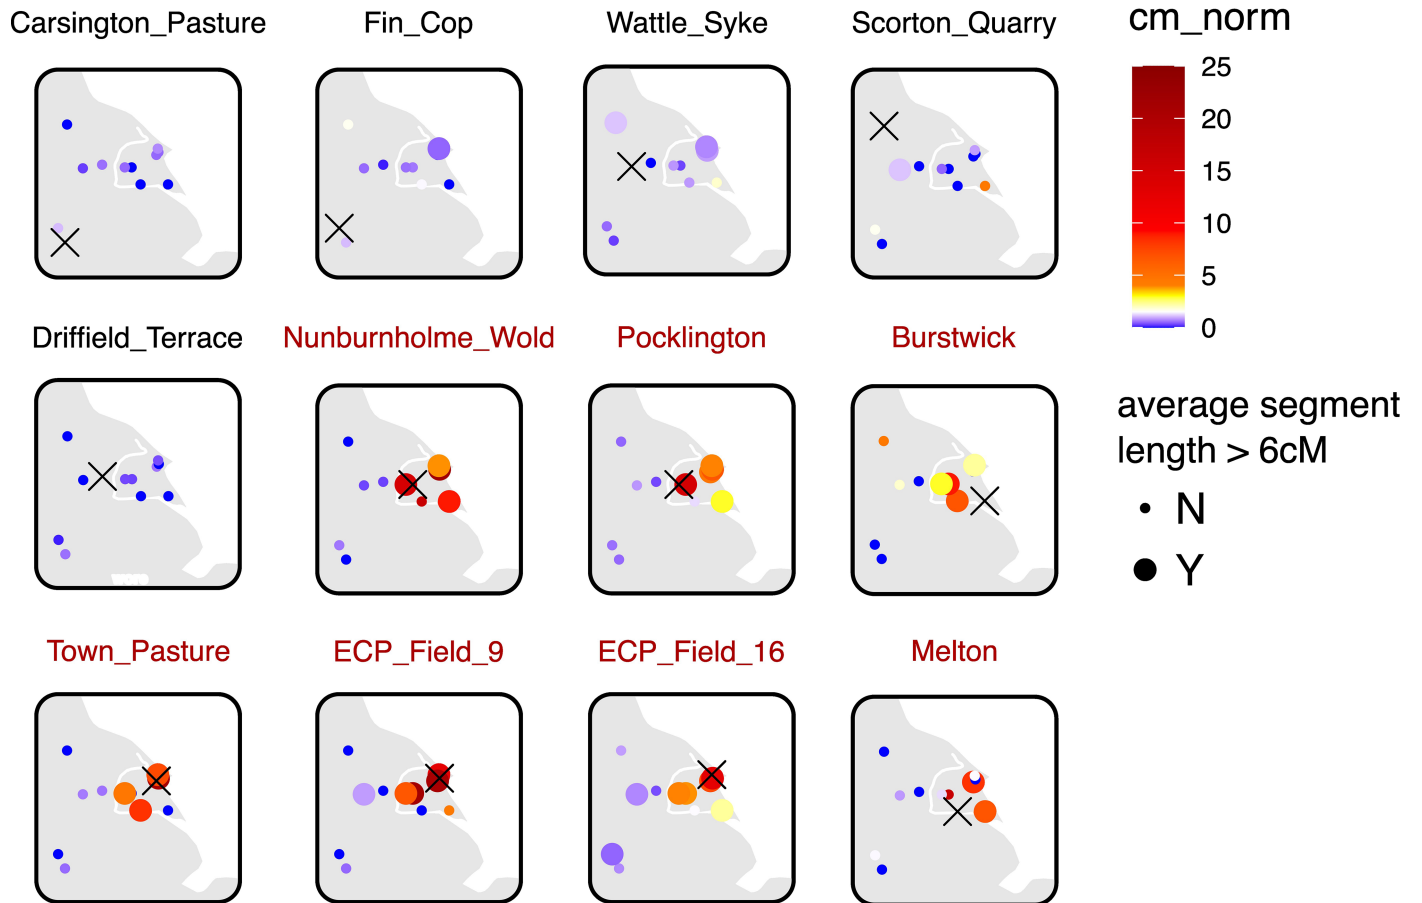 Carsington_Pasture
Fin_Cop
Wattle_Syke
Scorton_Quarry
cm_norm
25
20
15
10
5
0
Driffield_Terrace
Nunburnholme_Wold
Pocklington
Burstwick
average segment
length > 6cM
N
Y
Town_Pasture
ECP_Field_9
ECP_Field_16
Melton